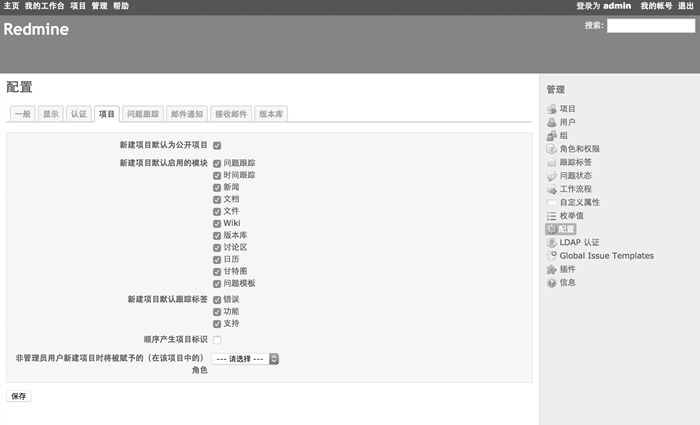 主页 我的工作台 项目 管理 帮助
登录为 admin 我的帐号 退出
Redmine
搜索:
配置
一般 显示 认证 项目 问题跟踪 邮件通知 接收邮件 版本库
新建项目默认为公开项目
新建项目默认启用的模块
问题跟踪
时间跟踪
新闻
文档
文件
Wiki
版本库
讨论区
日历
甘特图
问题模板
新建项目默认跟踪标签
错误
功能
支持
顺序产生项目标识
非管理员用户新建项目时将被赋予的（在该项目中的）
角色
--- 请选择 ---
保存
管理
项目
用户
组
角色和权限
跟踪标签
问题状态
工作流程
自定义属性
枚举值
配置
LDAP 认证
Global Issue Templates
插件
信息